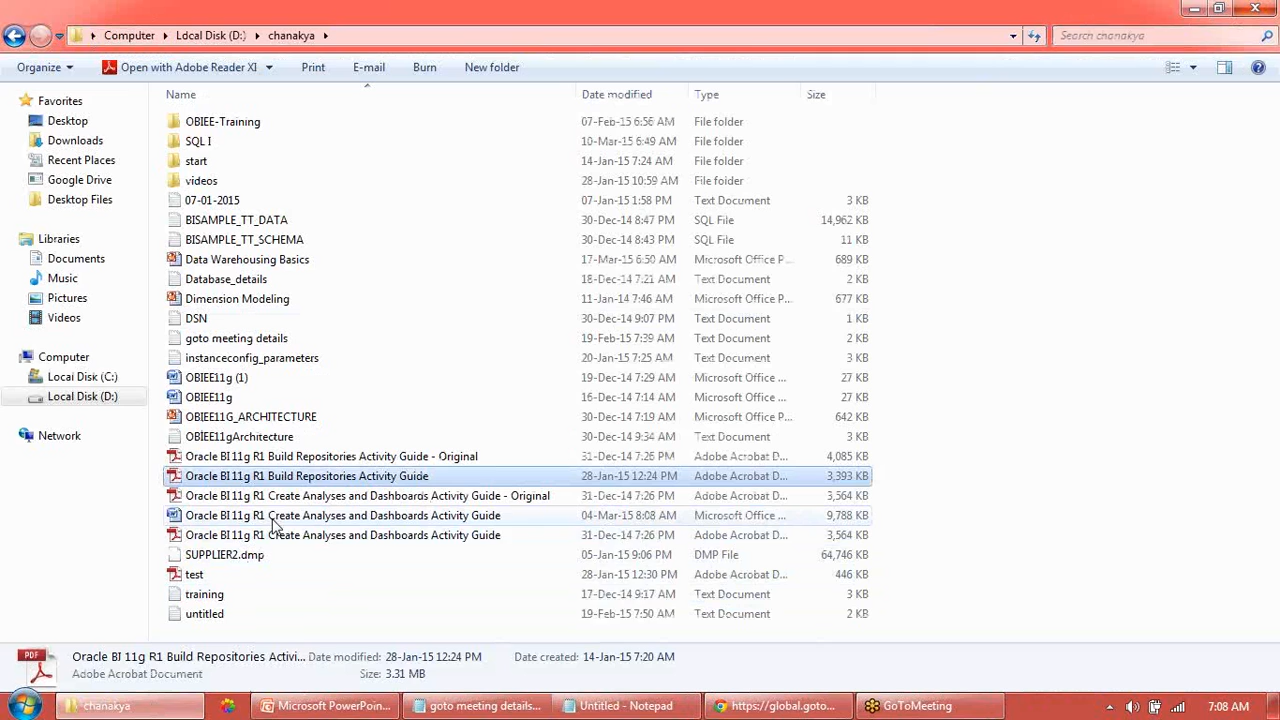 Computer Local Disk (D:) chanakya Search chanakya
Organize Open with Adobe Reader XI Print E-mail Burn New folder
Favorites
Desktop
Downloads
Recent Places
Google Drive
Desktop Files
Libraries
Documents
Music
Pictures
Videos
Computer
Local Disk (C:)
Local Disk (D:)
Network
Name Date modified Type Size
OBIEE-Training 07-Feb-15 6:56 AM File folder
SQL I 10-Mar-15 6:49 AM File folder
start 14-Jan-15 7:24 AM File folder
videos 28-Jan-15 10:59 AM File folder
07-01-2015 07-Jan-15 1:58 PM Text Document 3 KB
BISAMPLE_TT_DATA 30-Dec-14 8:47 PM SQL File 14,962 KB
BISAMPLE_TT_SCHEMA 30-Dec-14 8:43 PM SQL File 11 KB
Data Warehousing Basics 17-Mar-15 6:50 AM Microsoft Office P... 689 KB
Database_details 18-Dec-14 7:21 AM Text Document 2 KB
Dimension Modeling 11-Jan-14 7:46 AM Microsoft Office P... 677 KB
DSN 30-Dec-14 9:07 PM Text Document 1 KB
goto meeting details 19-Feb-15 7:39 AM Text Document 2 KB
instanceconfig_parameters 20-Jan-15 7:25 AM Text Document 3 KB
OBIEE11g (1) 19-Dec-14 7:29 AM Microsoft Office ... 27 KB
OBIEE11g 16-Dec-14 7:14 AM Microsoft Office ... 27 KB
OBIEE11G_ARCHITECTURE 30-Dec-14 7:19 AM Microsoft Office P... 642 KB
OBIEE11gArchitecture 30-Dec-14 9:34 AM Text Document 3 KB
Oracle BI 11g R1 Build Repositories Activity Guide - Original 31-Dec-14 7:26 PM Adobe Acrobat D... 4,085 KB
Oracle BI 11g R1 Build Repositories Activity Guide 28-Jan-15 12:24 PM Adobe Acrobat D... 3,393 KB
Oracle BI 11g R1 Create Analyses and Dashboards Activity Guide - Original 31-Dec-14 7:26 PM Adobe Acrobat D... 3,564 KB
Oracle BI 11g R1 Create Analyses and Dashboards Activity Guide 04-Mar-15 8:08 AM Microsoft Office ... 9,788 KB
Oracle BI 11g R1 Create Analyses and Dashboards Activity Guide 31-Dec-14 7:26 PM Adobe Acrobat D... 3,564 KB
SUPPLIER2.dmp 05-Jan-15 9:06 PM DMP File 64,746 KB
test 28-Jan-15 12:30 PM Adobe Acrobat D... 446 KB
training 17-Dec-14 9:17 AM Text Document 3 KB
untitled 19-Feb-15 7:50 AM Text Document 2 KB
PDF Oracle BI 11g R1 Build Repositories Activi... Date modified: 28-Jan-15 12:24 PM Date created: 14-Jan-15 7:20 AM
Adobe Acrobat Document Size: 3.31 MB
chanakya Microsoft PowerPoin... goto meeting details... Untitled - Notepad https://global.goto... GoToMeeting 7:08 AM